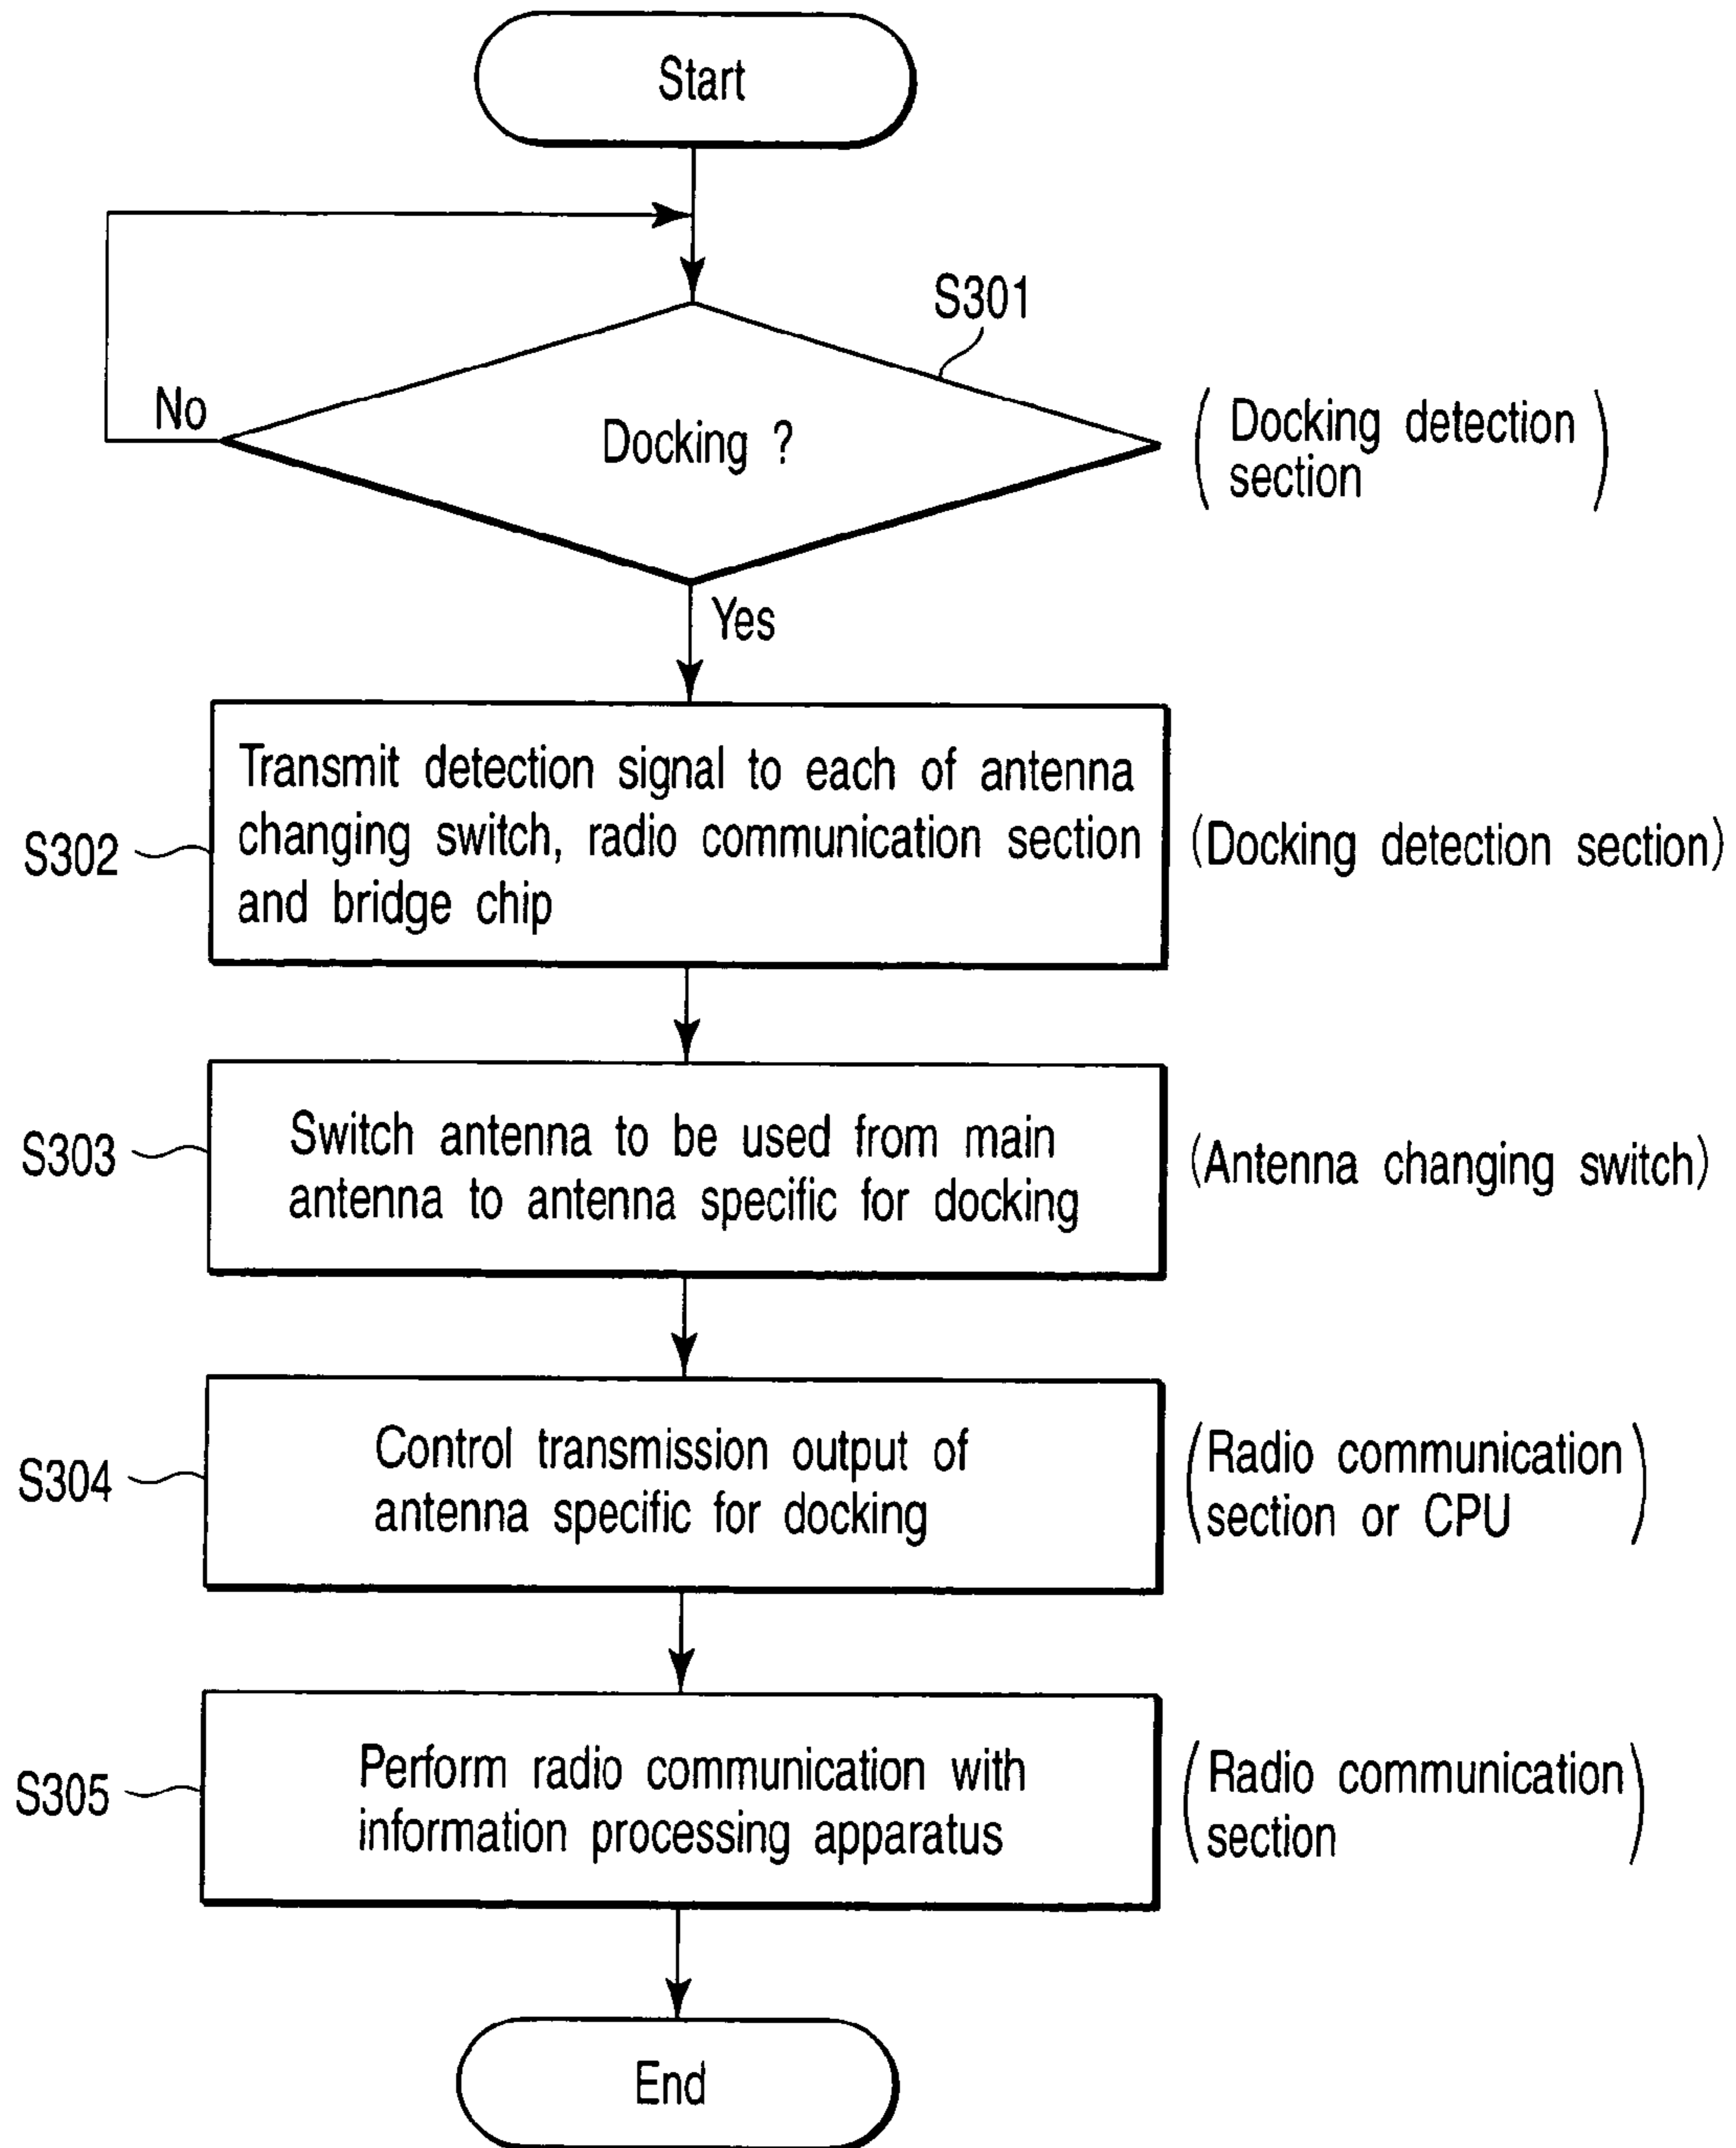 Start
S301
No
Docking ?
(Docking detection
section)
Yes
Transmit detection signal to each of antenna
changing switch, radio communication section
and bridge chip
S302
(Docking detection section)
Switch antenna to be used from main
antenna to antenna specific for docking
S303
(Antenna changing switch)
Control transmission output of
antenna specific for docking
S304
(Radio communication
section or CPU)
Perform radio communication with
information processing apparatus
S305
(Radio communication
section)
End